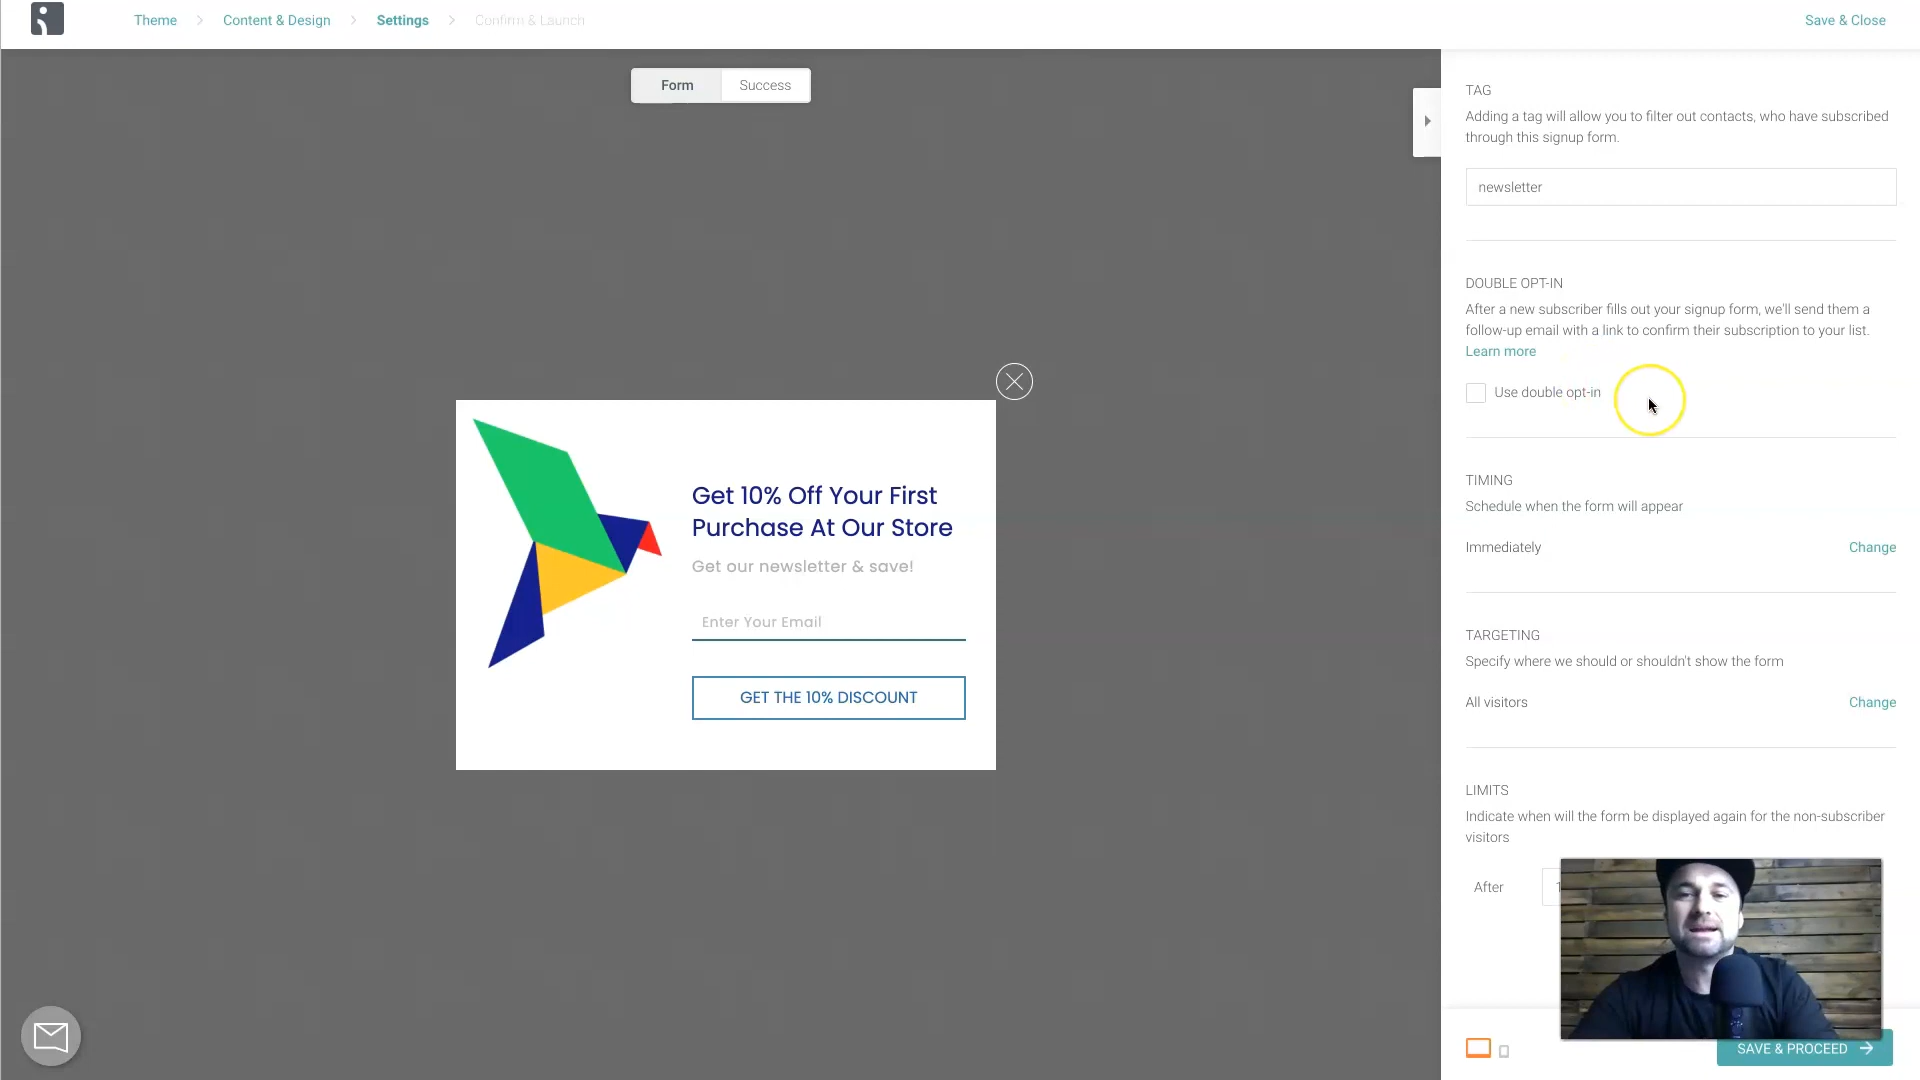 Theme > Content & Design > Settings > Confirm & Launch
Save & Close
Form Success
TAG
Adding a tag will allow you to filter out contacts, who have subscribed
through this signup form.
newsletter
DOUBLE OPT-IN
After a new subscriber fills out your signup form, we'll send them a
follow-up email with a link to confirm their subscription to your list.
Learn more
Use double opt-in
TIMING
Schedule when the form will appear
Immediately Change
TARGETING
Specify where we should or shouldn't show the form
All visitors Change
LIMITS
Indicate when will the form be displayed again for the non-subscriber
visitors
After
SAVE & PROCEED
Get 10% Off Your First
Purchase At Our Store
Get our newsletter & save!
Enter Your Email
GET THE 10% DISCOUNT